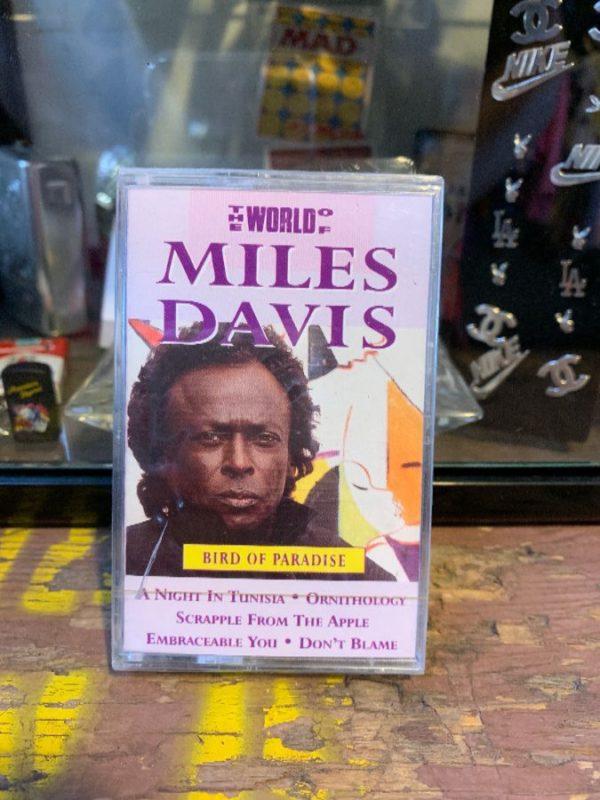 MAD
NIKE
LA
LA
NIKE
THE WORLD OF
MILES
DAVIS
BIRD OF PARADISE
A NIGHT IN TUNISIA • ORNITHOLOGY
SCRAPPLE FROM THE APPLE
EMBRACEABLE YOU • DON'T BLAME